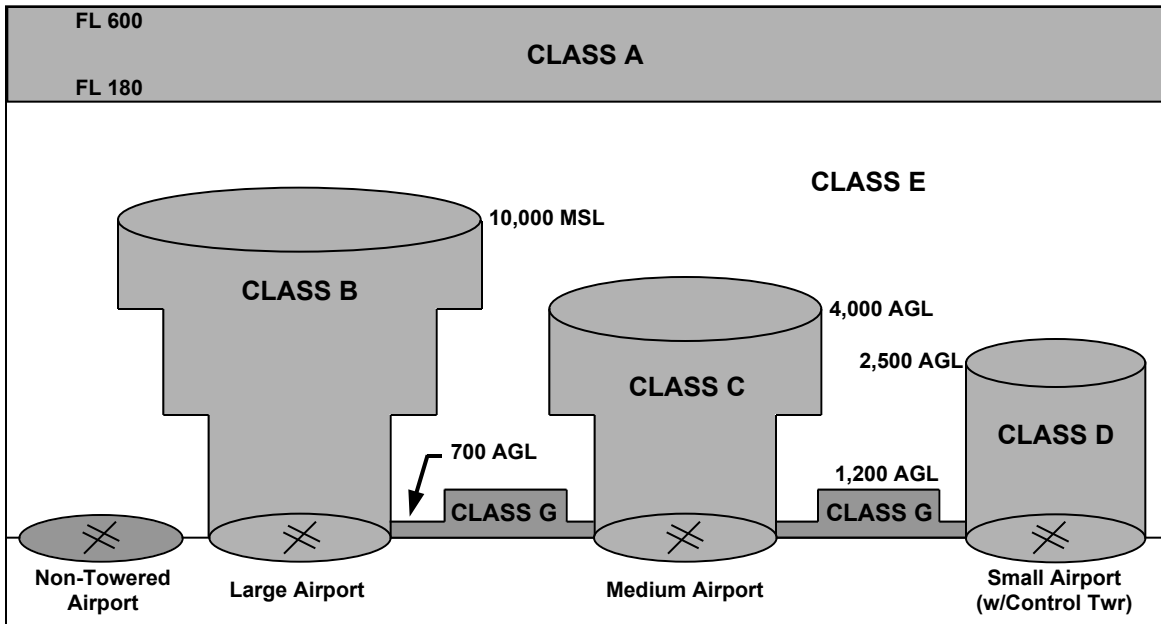 FL 600
CLASS A
FL 180
CLASS E
10,000 MSL
CLASS B
4,000 AGL
2,500 AGL
CLASS C
CLASS D
700 AGL
1,200 AGL
CLASS G
CLASS G
Non-Towered
Airport
Large Airport
Medium Airport
Small Airport
(w/Control Twr)